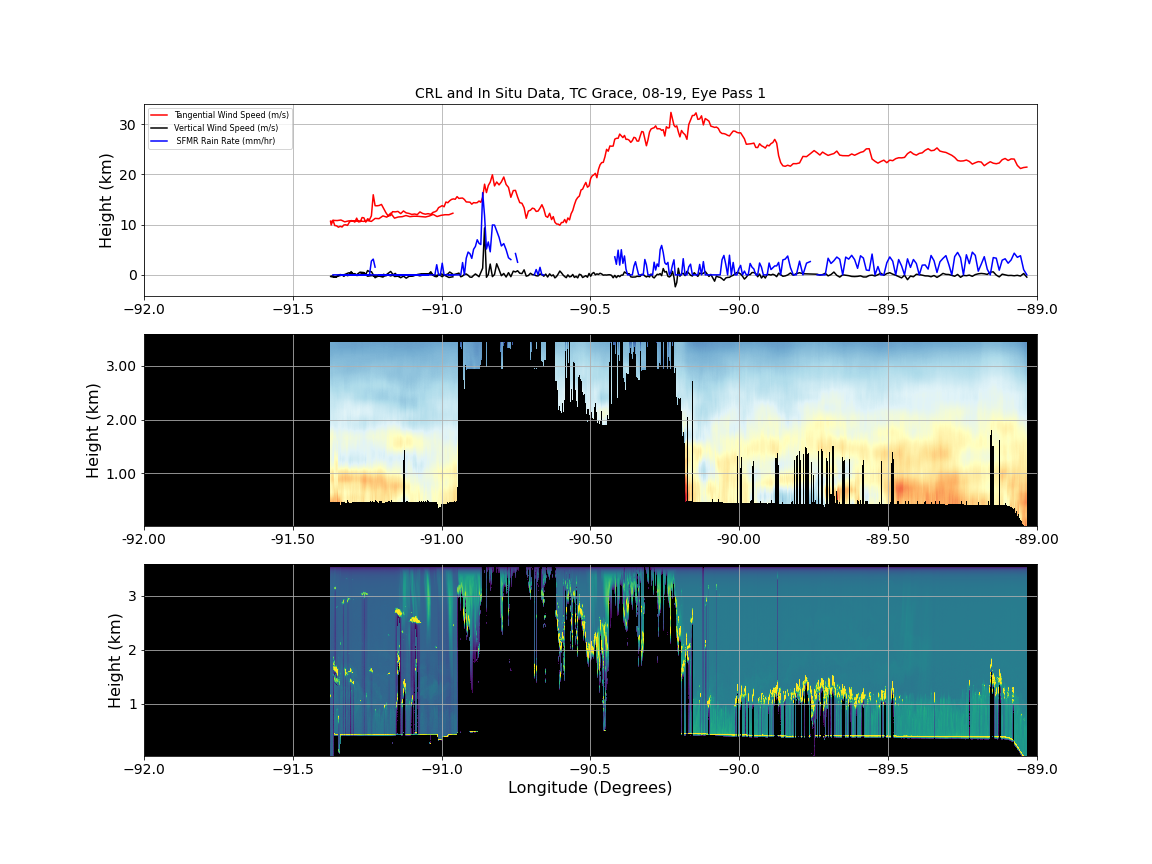 CRL and In Situ Data, TC Grace, 08-19, Eye Pass 1
Tangential Wind Speed (m/s)
Vertical Wind Speed (m/s)
SFMR Rain Rate (mm/hr)
Height (km)
30
20
10
0
−92.0 −91.5 −91.0 −90.5 −90.0 −89.5 −89.0
Height (km)
3.00
2.00
1.00
-92.00 -91.50 -91.00 -90.50 -90.00 -89.50 -89.00
Height (km)
3
2
1
−92.0 −91.5 −91.0 −90.5 −90.0 −89.5 −89.0
Longitude (Degrees)